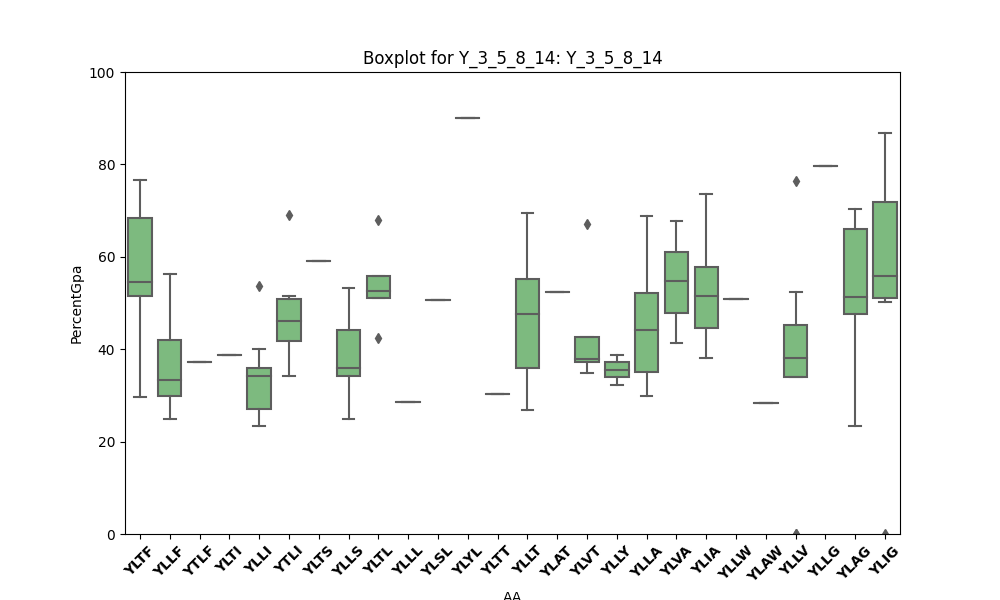 Boxplot for Y_3_5_8_14: Y_3_5_8_14
100
80
60
40
20
0
PercentGpa
YLTF YLLF YTLF YLTI YLLI YTLI YLTS YLLS YLTL YLLL YLSL YLYL YLTT YLLT YLAT YLVT YLLY YLLA YLVA YLIA YLLW YLAW YLLV YLLG YLAG YLIG
AA